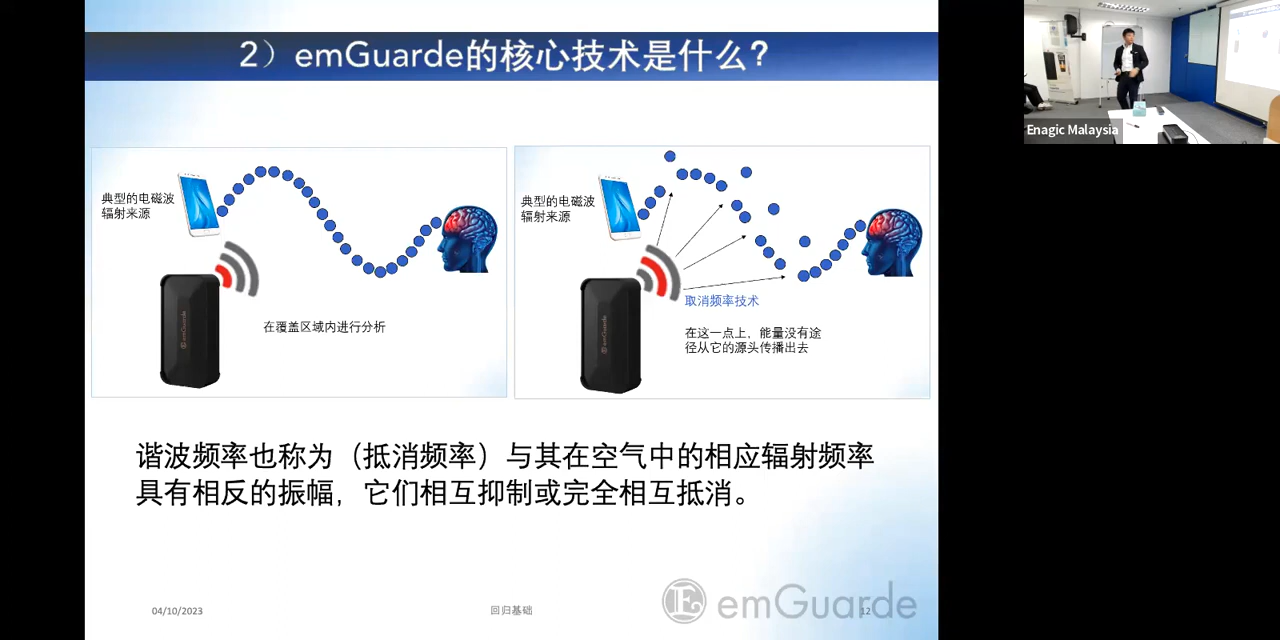 2）emGuarde的核心技术是什么？
Enagic Malaysia
典型的电磁波
辐射来源
在覆盖区域内进行分析
emGuarde
典型的电磁波
辐射来源
取消频率技术
在这一点上，能量没有途
径从它的源头传播出去
emGuarde
谐波频率也称为（抵消频率）与其在空气中的相应辐射频率
具有相反的振幅，它们相互抑制或完全相互抵消。
04/10/2023
回归基础
E emGuarde
12